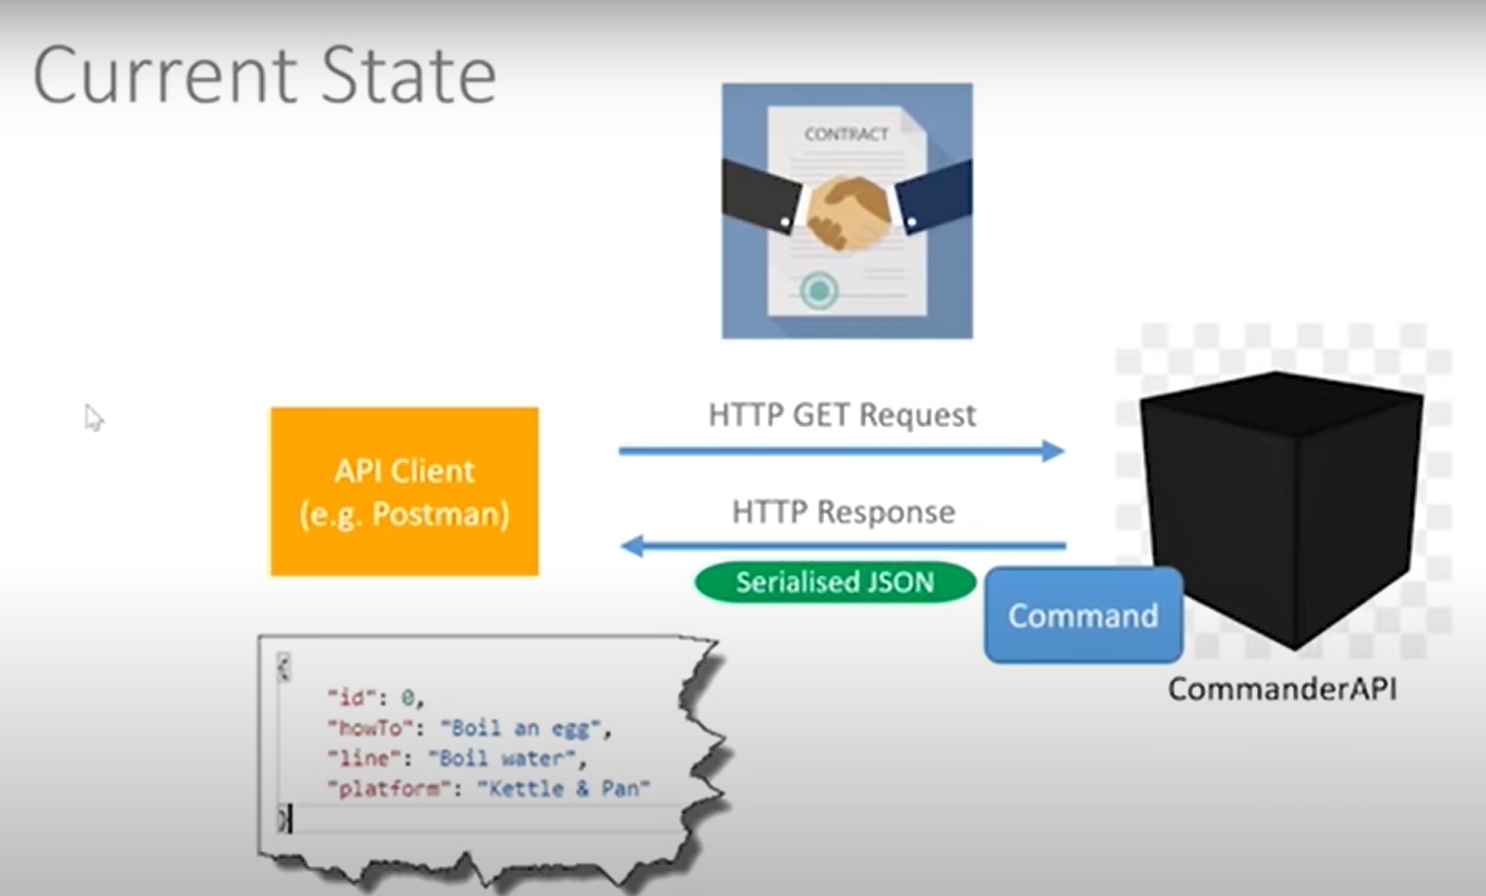 Current State
CONTRACT
HTTP GET Request
API Client
(e.g. Postman)
HTTP Response
Serialised JSON
Command
CommanderAPI
{
"id": 0,
"howTo": "Boil an egg",
"line": "Boil water",
"platform": "Kettle & Pan"
}